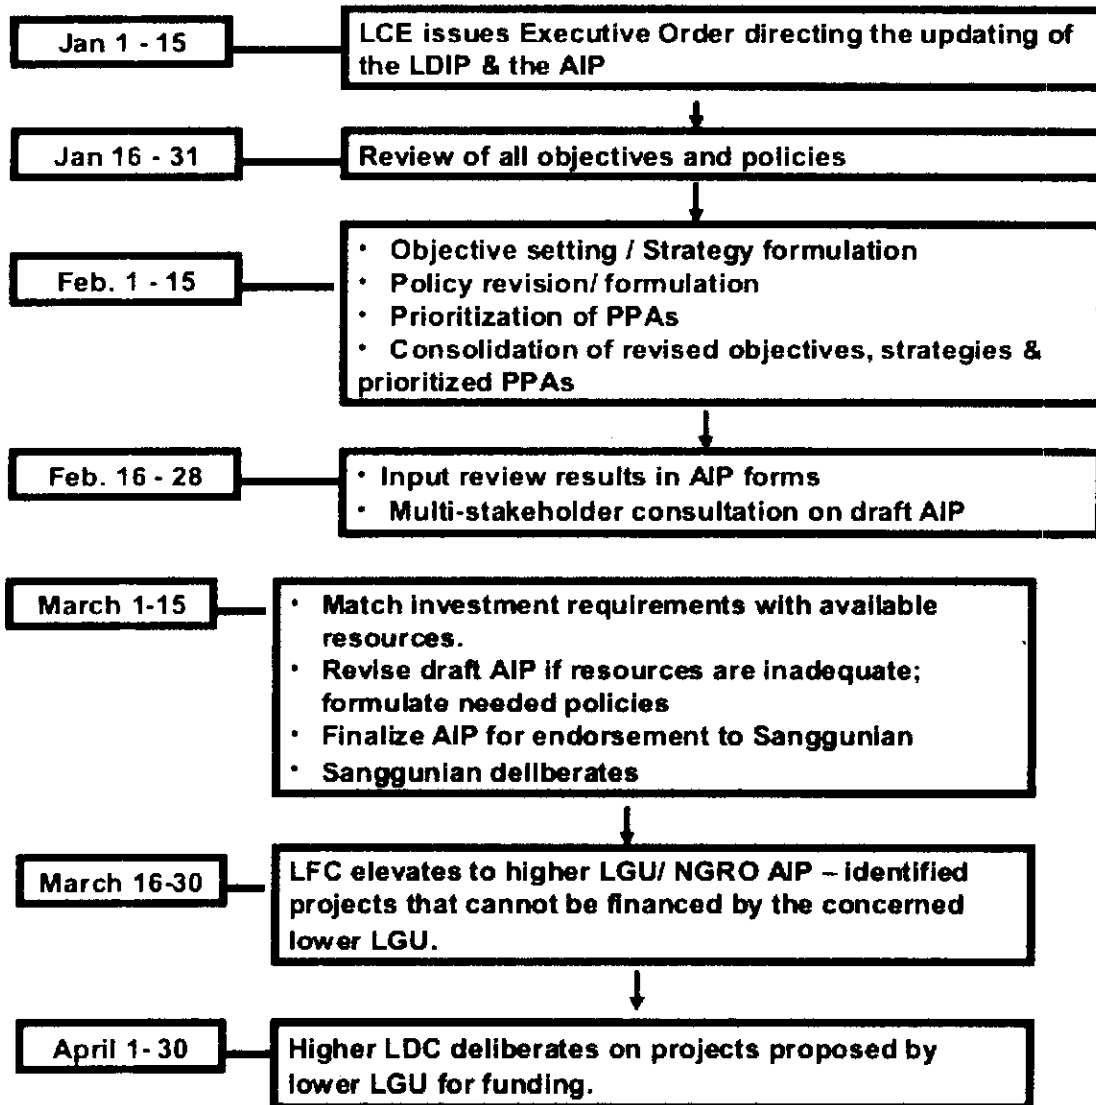 Jan 1 - 15
LCE issues Executive Order directing the updating of
the LDIP & the AIP
Jan 16 - 31
Review of all objectives and policies
Feb. 1 - 15
· Objective setting / Strategy formulation
· Policy revision/ formulation
· Prioritization of PPAs
· Consolidation of revised objectives, strategies &
prioritized PPAs
Feb. 16 - 28
· Input review results in AIP forms
· Multi-stakeholder consultation on draft AIP
March 1-15
· Match investment requirements with available
resources.
· Revise draft AIP if resources are inadequate;
formulate needed policies
· Finalize AIP for endorsement to Sanggunian
· Sanggunian deliberates
March 16-30
LFC elevates to higher LGU/ NGRO AIP – identified
projects that cannot be financed by the concerned
lower LGU.
April 1- 30
Higher LDC deliberates on projects proposed by
lower LGU for funding.